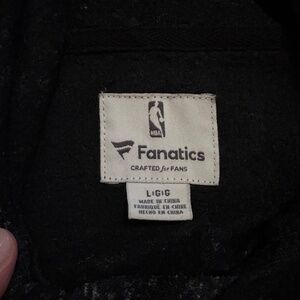 NBA
Fanatics
CRAFTED for FANS
L|G|G
MADE IN CHINA
FABRIQUÉ EN CHINE
HECHO EN CHINA